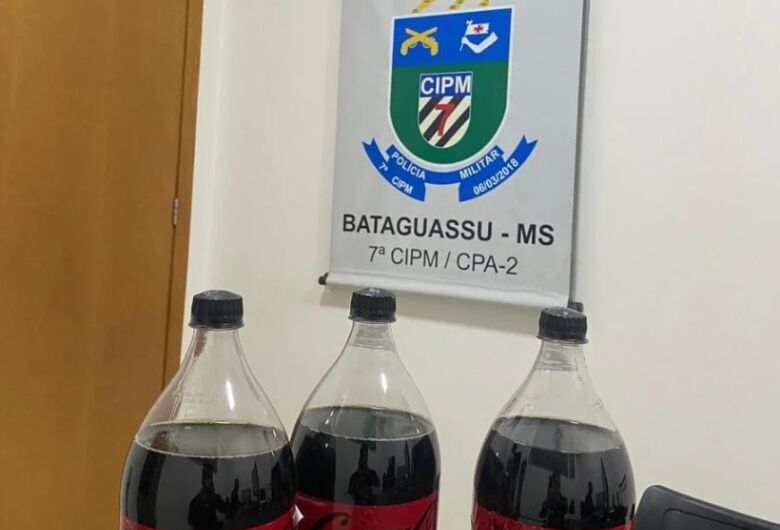 CIPM
7
POLÍCIA MILITAR
7ª CIPM 06/03/2018
BATAGUASSU - MS
7ª CIPM / CPA-2